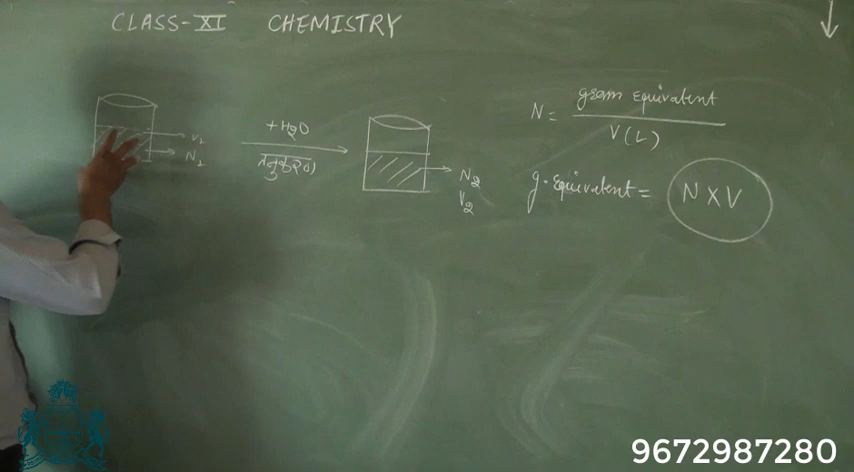 CLASS-XI CHEMISTRY
V₁
N₁
+H₂O
तनुकरण
N₂
V₂
N = gram equivalent
V(L)
g. equivalent = N X V
9672987280